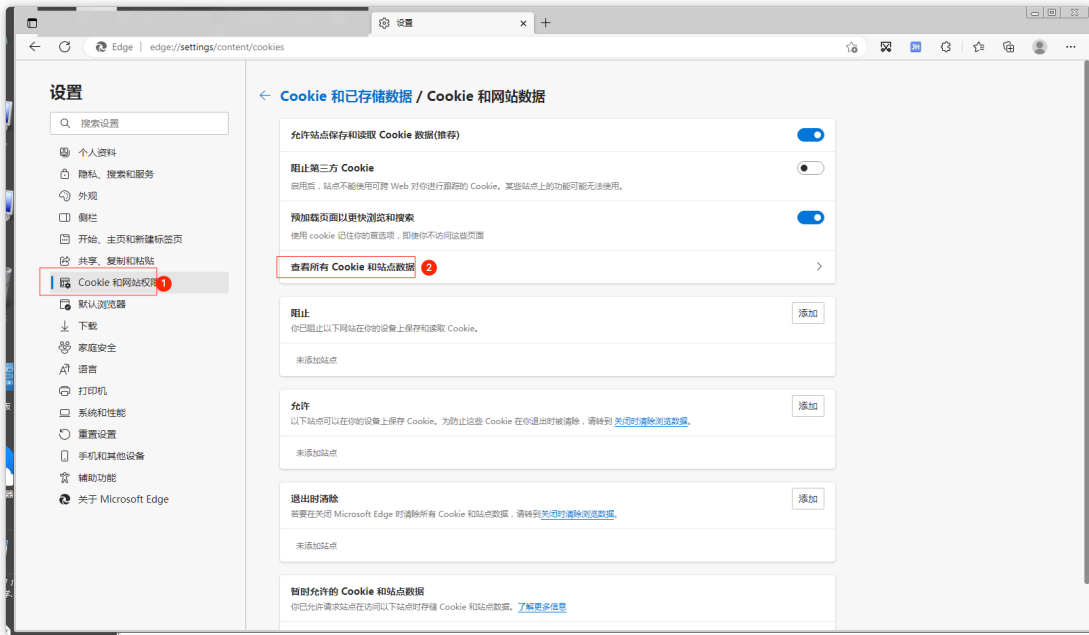 设置
Edge | edge://settings/content/cookies
JH
设置
搜索设置
个人资料
隐私、搜索和服务
外观
侧栏
开始、主页和新建标签页
共享、复制和粘贴
Cookie 和网站权限
1
默认浏览器
下载
家庭安全
语言
打印机
系统和性能
重置设置
手机和其他设备
辅助功能
关于 Microsoft Edge
Cookie 和已存储数据 / Cookie 和网站数据
允许站点保存和读取 Cookie 数据(推荐)
阻止第三方 Cookie
启用后，站点不能使用可跨 Web 对你进行跟踪的 Cookie。某些站点上的功能可能无法使用。
预加载页面以更快浏览和搜索
使用 cookie 记住你的首选项，即使你不访问这些页面
查看所有 Cookie 和站点数据
2
阻止
添加
你已阻止以下网站在你的设备上保存和读取 Cookie。
未添加站点
允许
添加
以下站点可以在你的设备上保存 Cookie。为防止这些 Cookie 在你退出时被清除，请转到 关闭时清除浏览数据。
未添加站点
退出时清除
添加
若要在关闭 Microsoft Edge 时清除所有 Cookie 和站点数据，请转到关闭时清除浏览数据。
未添加站点
暂时允许的 Cookie 和站点数据
你已允许请求站点在访问以下站点时存储 Cookie 和站点数据。了解更多信息